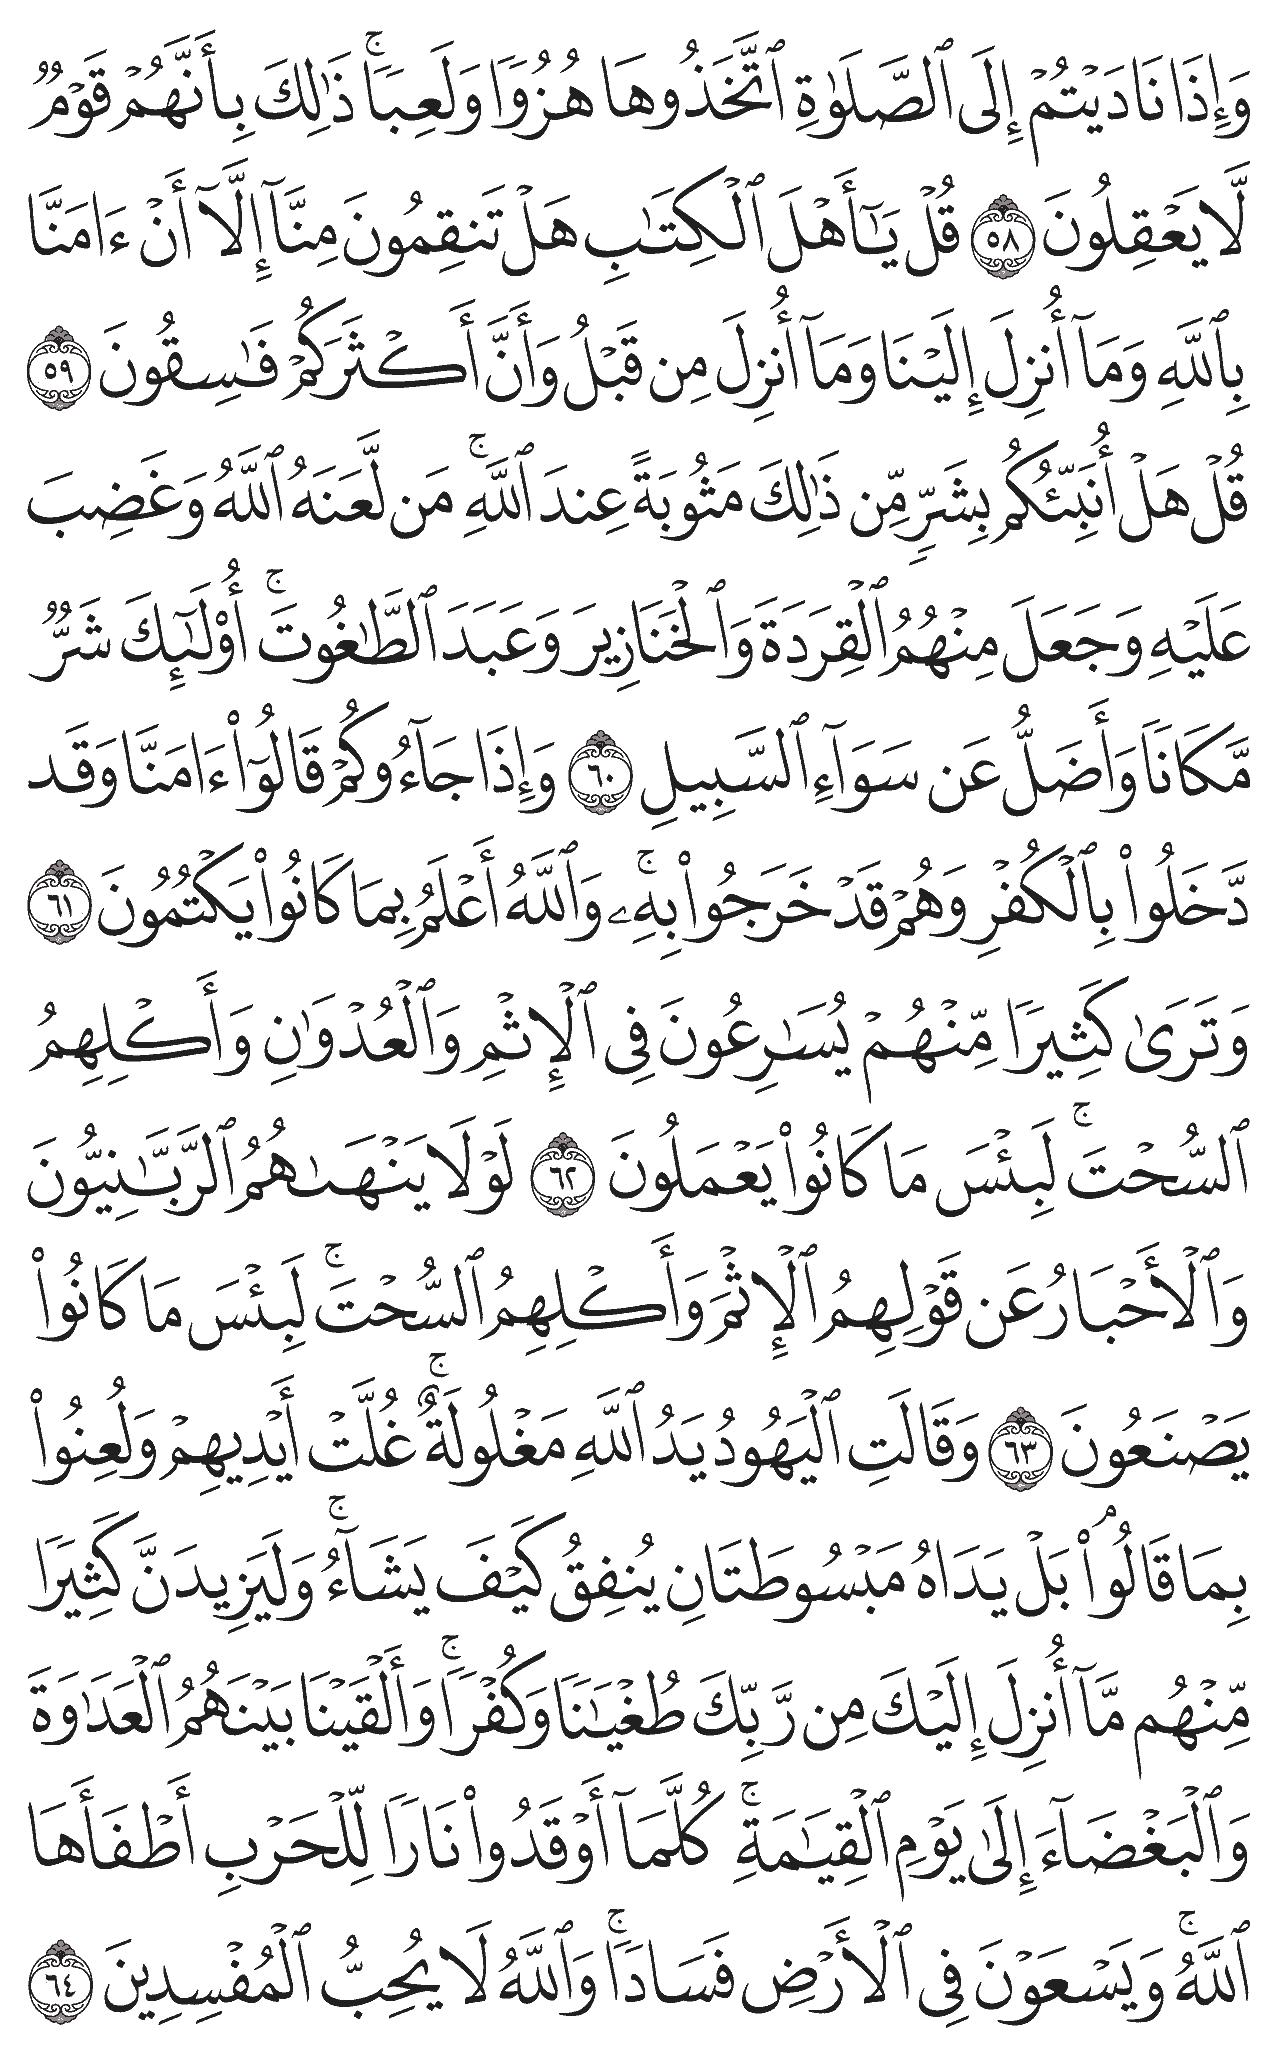 وَإِذَا نَادَيْتُمْ إِلَى ٱلصَّلَوٰةِ ٱتَّخَذُوهَا هُزُوًا وَلَعِبًا ۚ ذَٰلِكَ بِأَنَّهُمْ قَوْمٌ
لَّا يَعْقِلُونَ ٥٨ قُلْ يَـٰٓأَهْلَ ٱلْكِتَـٰبِ هَلْ تَنقِمُونَ مِنَّآ إِلَّآ أَنْ ءَامَنَّا
بِٱللَّهِ وَمَآ أُنزِلَ إِلَيْنَا وَمَآ أُنزِلَ مِن قَبْلُ وَأَنَّ أَكْثَرَكُمْ فَـٰسِقُونَ ٥٩
قُلْ هَلْ أُنَبِّئُكُم بِشَرٍّ مِّن ذَٰلِكَ مَثُوبَةً عِندَ ٱللَّهِ ۚ مَن لَّعَنَهُ ٱللَّهُ وَغَضِبَ
عَلَيْهِ وَجَعَلَ مِنْهُمُ ٱلْقِرَدَةَ وَٱلْخَنَازِيرَ وَعَبَدَ ٱلطَّـٰغُوتَ ۚ أُو۟لَـٰٓئِكَ شَرٌّ
مَّكَانًا وَأَضَلُّ عَن سَوَآءِ ٱلسَّبِيلِ ٦٠ وَإِذَا جَآءُوكُمْ قَالُوٓا۟ ءَامَنَّا وَقَد
دَّخَلُوا۟ بِٱلْكُفْرِ وَهُمْ قَدْ خَرَجُوا۟ بِهِۦ ۚ وَٱللَّهُ أَعْلَمُ بِمَا كَانُوا۟ يَكْتُمُونَ ٦١
وَتَرَىٰ كَثِيرًا مِّنْهُمْ يُسَـٰرِعُونَ فِى ٱلْإِثْمِ وَٱلْعُدْوَٰنِ وَأَكْلِهِمُ
ٱلسُّحْتَ ۚ لَبِئْسَ مَا كَانُوا۟ يَعْمَلُونَ ٦٢ لَوْلَا يَنْهَىٰهُمُ ٱلرَّبَّـٰنِيُّونَ
وَٱلْأَحْبَارُ عَن قَوْلِهِمُ ٱلْإِثْمَ وَأَكْلِهِمُ ٱلسُّحْتَ ۚ لَبِئْسَ مَا كَانُوا۟
يَصْنَعُونَ ٦٣ وَقَالَتِ ٱلْيَهُودُ يَدُ ٱللَّهِ مَغْلُولَةٌ ۚ غُلَّتْ أَيْدِيهِمْ وَلُعِنُوا۟
بِمَا قَالُوا۟ ۘ بَلْ يَدَاهُ مَبْسُوطَتَانِ يُنفِقُ كَيْفَ يَشَآءُ ۚ وَلَيَزِيدَنَّ كَثِيرًا
مِّنْهُم مَّآ أُنزِلَ إِلَيْكَ مِن رَّبِّكَ طُغْيَـٰنًا وَكُفْرًا ۚ وَأَلْقَيْنَا بَيْنَهُمُ ٱلْعَدَٰوَةَ
وَٱلْبَغْضَآءَ إِلَىٰ يَوْمِ ٱلْقِيَـٰمَةِ ۚ كُلَّمَآ أَوْقَدُوا۟ نَارًا لِّلْحَرْبِ أَطْفَأَهَا
ٱللَّهُ ۚ وَيَسْعَوْنَ فِى ٱلْأَرْضِ فَسَادًا ۚ وَٱللَّهُ لَا يُحِبُّ ٱلْمُفْسِدِينَ ٦٤